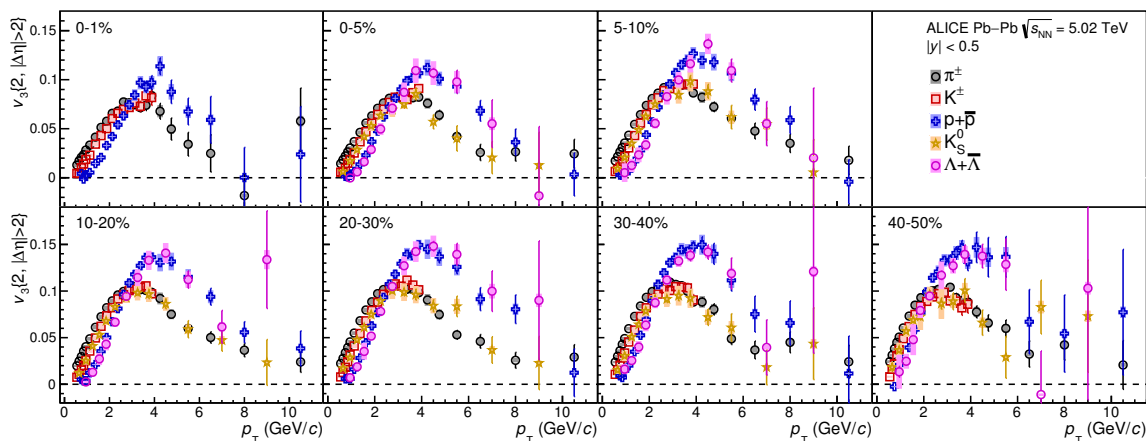 0-1%
0-5%
5-10%
ALICE Pb−Pb √sNN = 5.02 TeV
|y| < 0.5
π±
K±
p+p̅
K0S
Λ+Λ̅
v3{2, |Δη|>2}
0.15
0.1
0.05
0
10-20%
20-30%
30-40%
40-50%
v3{2, |Δη|>2}
0.15
0.1
0.05
0
0 2 4 6 8 10
0 2 4 6 8 10
0 2 4 6 8 10
0 2 4 6 8 10
pT (GeV/c)
pT (GeV/c)
pT (GeV/c)
pT (GeV/c)